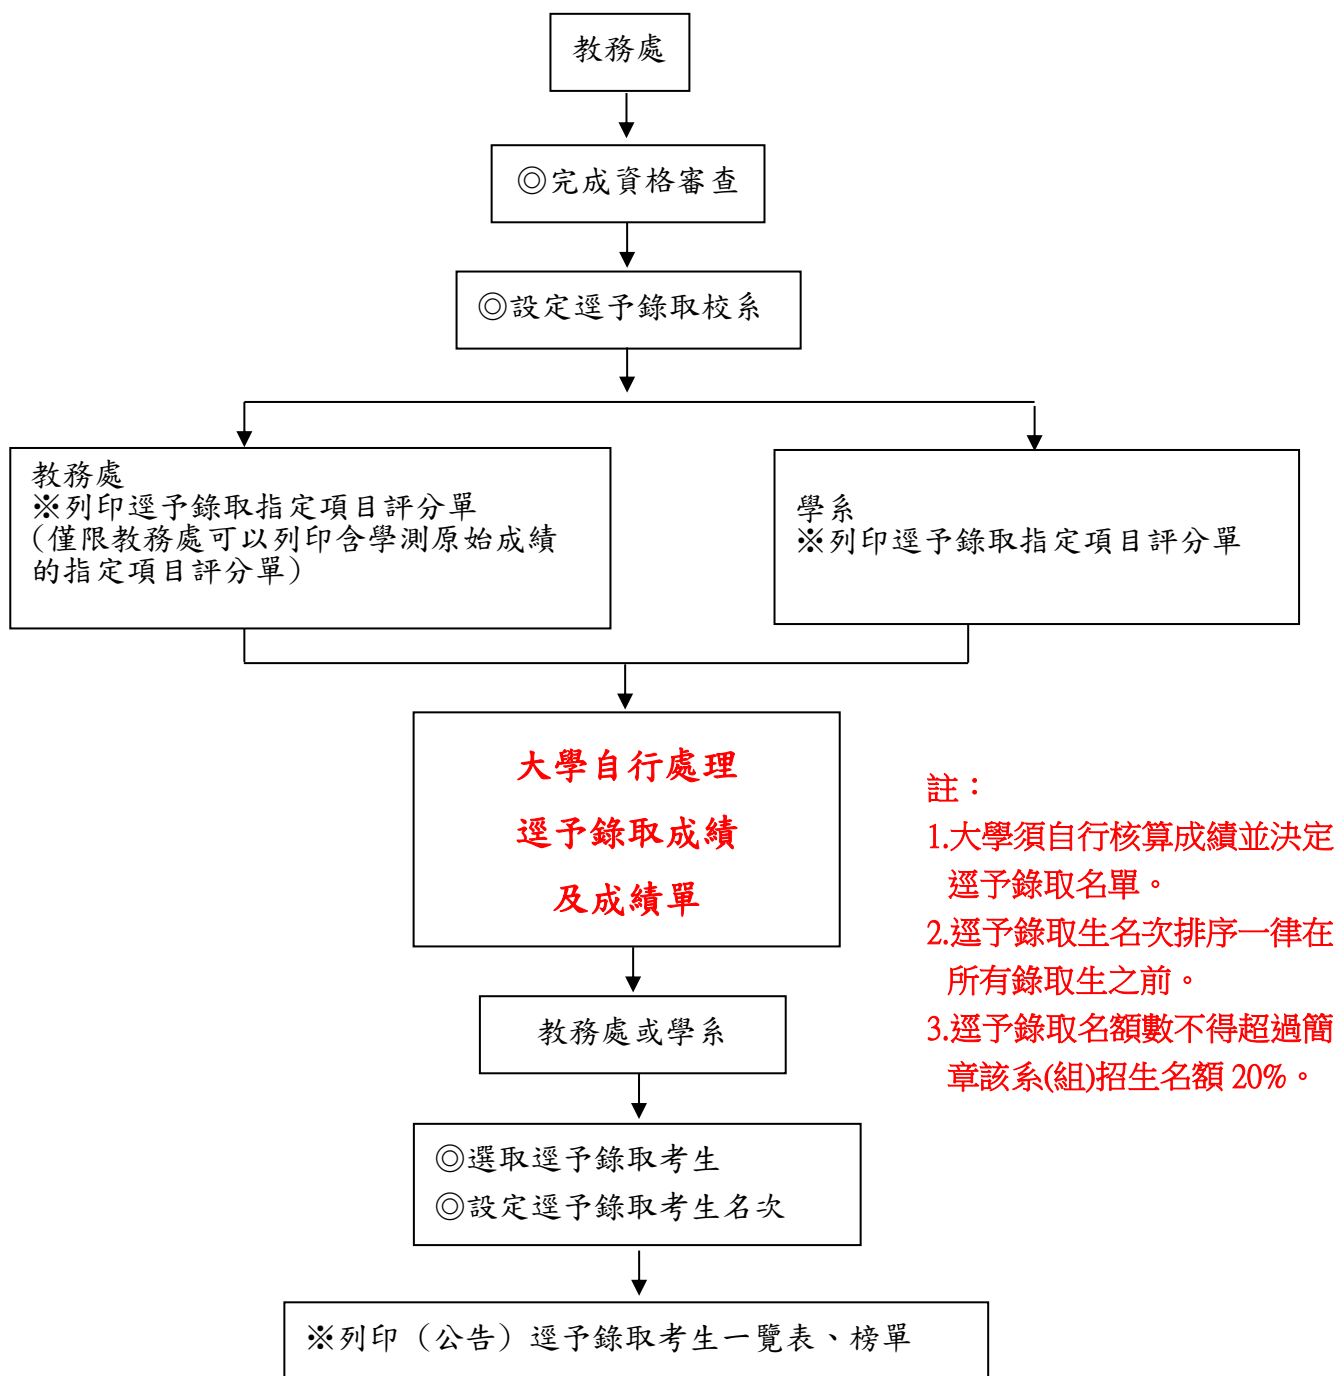 教務處
◎完成資格審查
◎設定逕予錄取校系
教務處
※列印逕予錄取指定項目評分單
(僅限教務處可以列印含學測原始成績
的指定項目評分單)
學系
※列印逕予錄取指定項目評分單
大學自行處理
逕予錄取成績
及成績單
註：
1.大學須自行核算成績並決定
逕予錄取名單。
2.逕予錄取生名次排序一律在
所有錄取生之前。
3.逕予錄取名額數不得超過簡
章該系(組)招生名額 20%。
教務處或學系
◎選取逕予錄取考生
◎設定逕予錄取考生名次
※列印（公告）逕予錄取考生一覽表、榜單